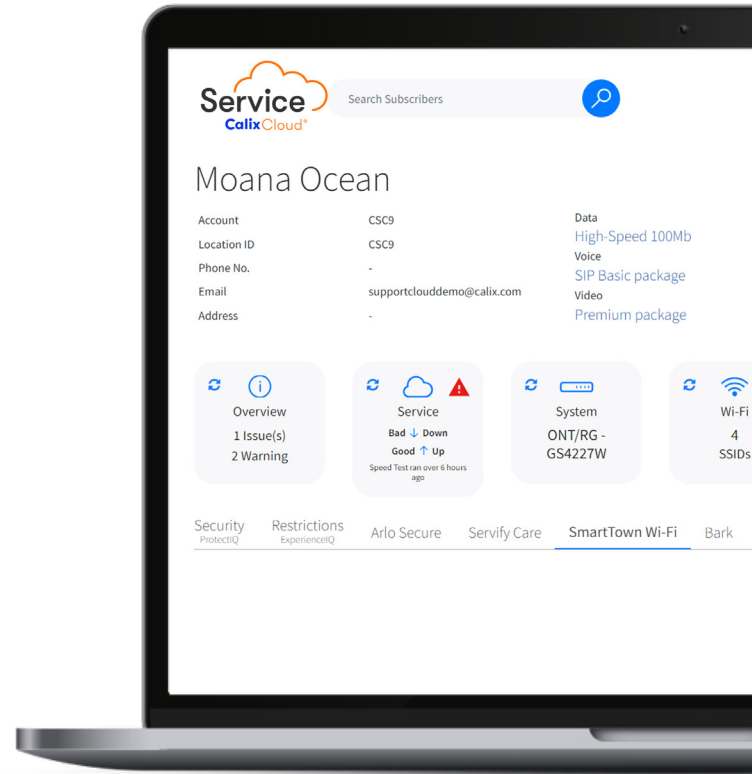 Service
Search Subscribers
CalixCloud®
Moana Ocean
Account CSC9
Location ID CSC9
Phone No. -
Email supportclouddemo@calix.com
Address -
Data
High-Speed 100Mb
Voice
SIP Basic package
Video
Premium package
Overview
1 Issue(s)
2 Warning
Service
Bad ↓ Down
Good ↑ Up
Speed Test ran over 6 hours
ago
System
ONT/RG -
GS4227W
Wi-Fi
4
SSIDs
Security
ProtectIQ
Restrictions
ExperienceIQ
Arlo Secure
Servify Care
SmartTown Wi-Fi
Bark